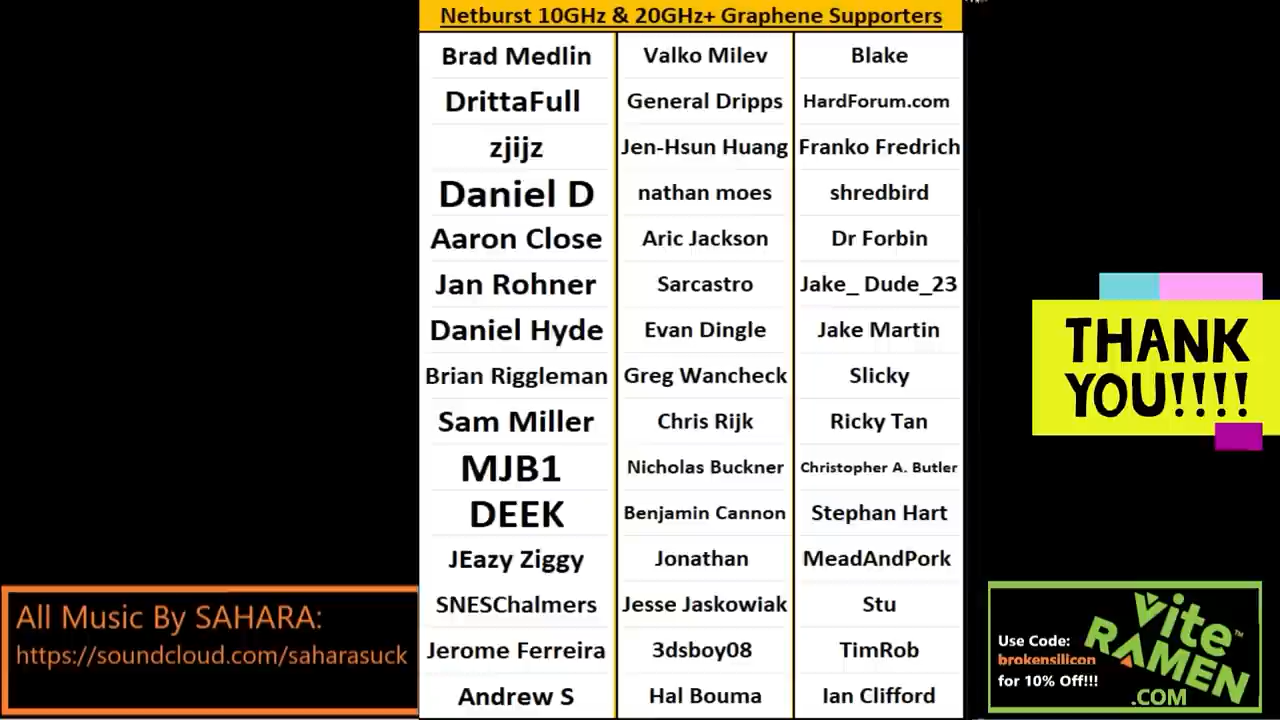 Netburst 10GHz & 20GHz+ Graphene Supporters
Brad Medlin Valko Milev Blake
DrittaFull General Dripps HardForum.com
zjijz Jen-Hsun Huang Franko Fredrich
Daniel D nathan moes shredbird
Aaron Close Aric Jackson Dr Forbin
Jan Rohner Sarcastro Jake_ Dude_23
Daniel Hyde Evan Dingle Jake Martin
Brian Riggleman Greg Wancheck Slicky
Sam Miller Chris Rijk Ricky Tan
MJB1 Nicholas Buckner Christopher A. Butler
DEEK Benjamin Cannon Stephan Hart
JEazy Ziggy Jonathan MeadAndPork
SNESChalmers Jesse Jaskowiak Stu
Jerome Ferreira 3dsboy08 TimRob
Andrew S Hal Bouma Ian Clifford
THANK
YOU!!!!
All Music By SAHARA:
https://soundcloud.com/saharasuck
Use Code:
brokensilicon
for 10% Off!!!
Vite™
RAMEN
.COM